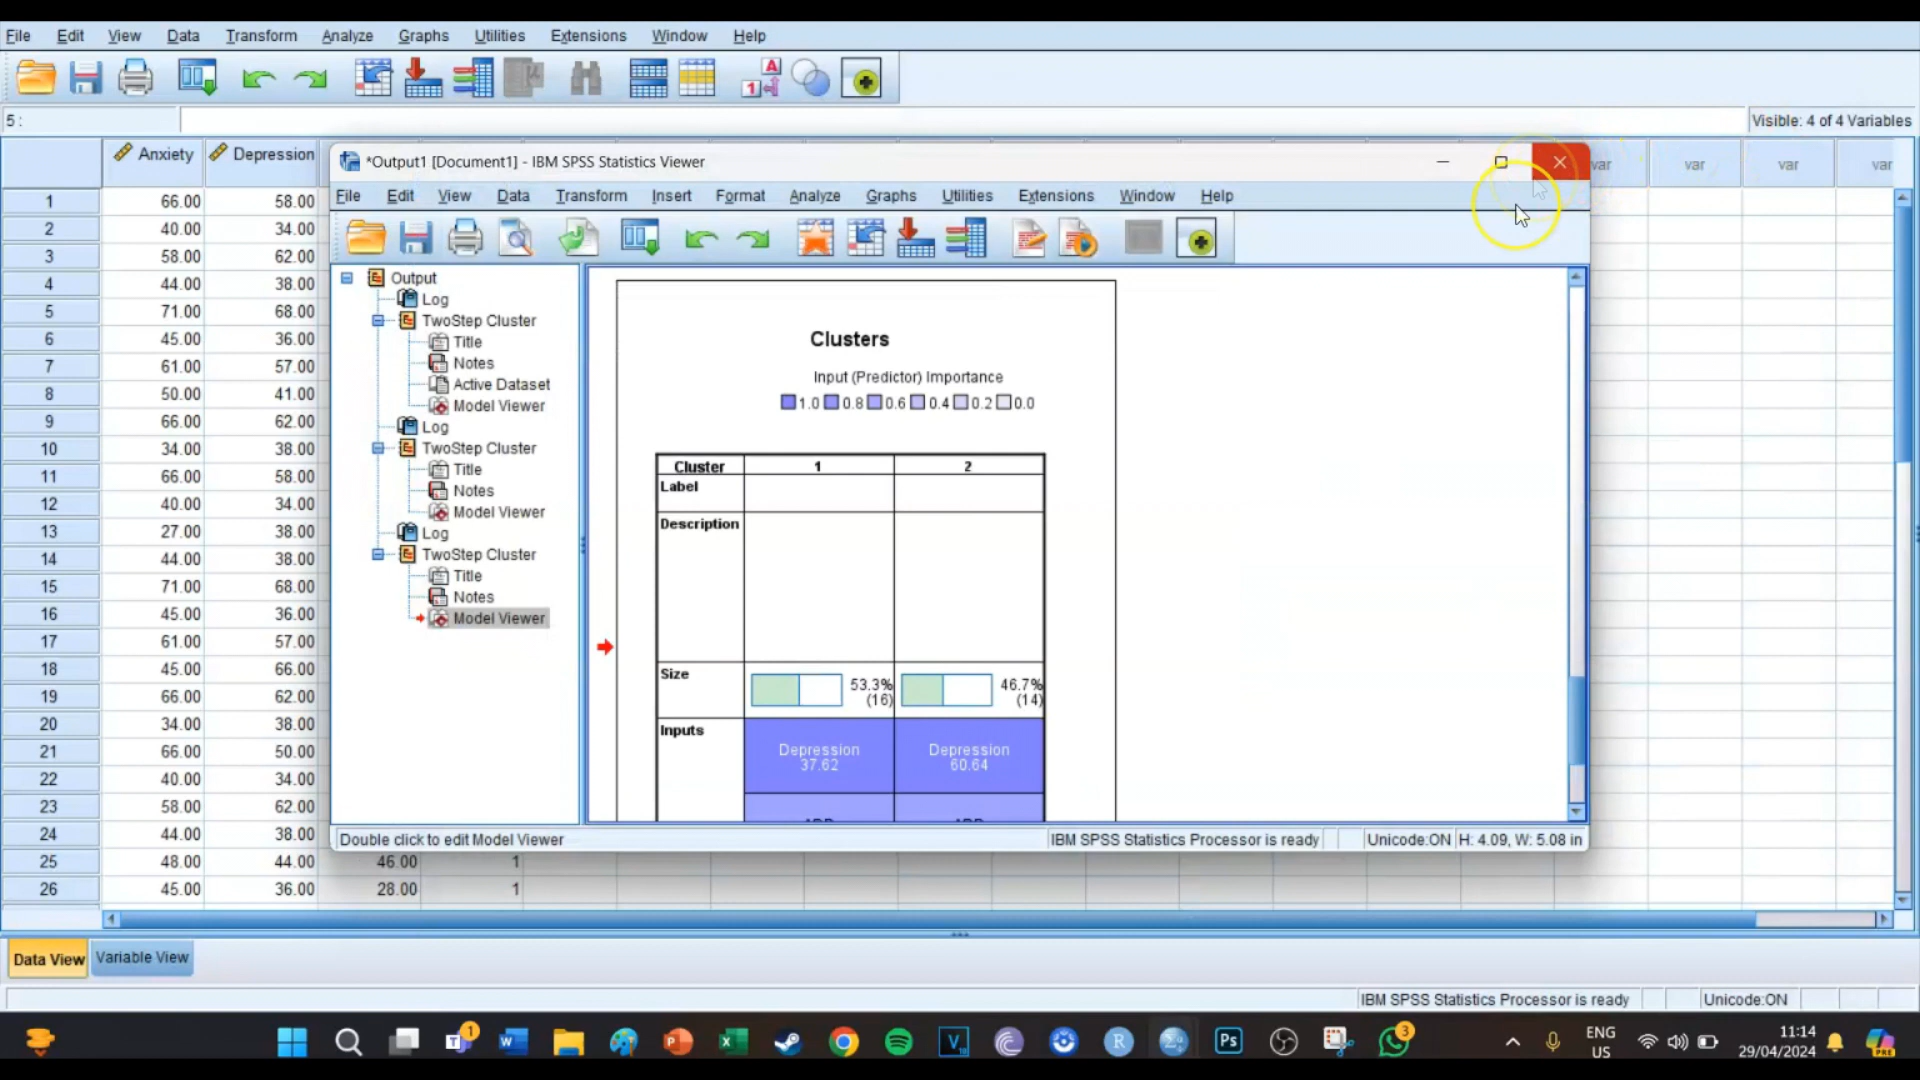 File Edit View Data Transform Analyze Graphs Utilities Extensions Window Help
5 :
Visible: 4 of 4 Variables
Anxiety Depression var var var var
*Output1 [Document1] - IBM SPSS Statistics Viewer
File Edit View Data Transform Insert Format Analyze Graphs Utilities Extensions Window Help
Output
Log
TwoStep Cluster
Title
Notes
Active Dataset
Model Viewer
Log
TwoStep Cluster
Title
Notes
Model Viewer
Log
TwoStep Cluster
Title
Notes
Model Viewer
Clusters
Input (Predictor) Importance
1.0 0.8 0.6 0.4 0.2 0.0
Cluster 1 2
Label
Description
Size 53.3% (16) 46.7% (14)
Inputs
Depression 37.62 Depression 60.64
Double click to edit Model Viewer IBM SPSS Statistics Processor is ready Unicode:ON H: 4.09, W: 5.08 in
1 66.00 58.00
2 40.00 34.00
3 58.00 62.00
4 44.00 38.00
5 71.00 68.00
6 45.00 36.00
7 61.00 57.00
8 50.00 41.00
9 66.00 62.00
10 34.00 38.00
11 66.00 58.00
12 40.00 34.00
13 27.00 38.00
14 44.00 38.00
15 71.00 68.00
16 45.00 36.00
17 61.00 57.00
18 45.00 66.00
19 66.00 62.00
20 34.00 38.00
21 66.00 50.00
22 40.00 34.00
23 58.00 62.00
24 44.00 38.00
25 48.00 44.00 46.00 1
26 45.00 36.00 28.00 1
Data View Variable View
IBM SPSS Statistics Processor is ready Unicode:ON
ENG
US
11:14
29/04/2024